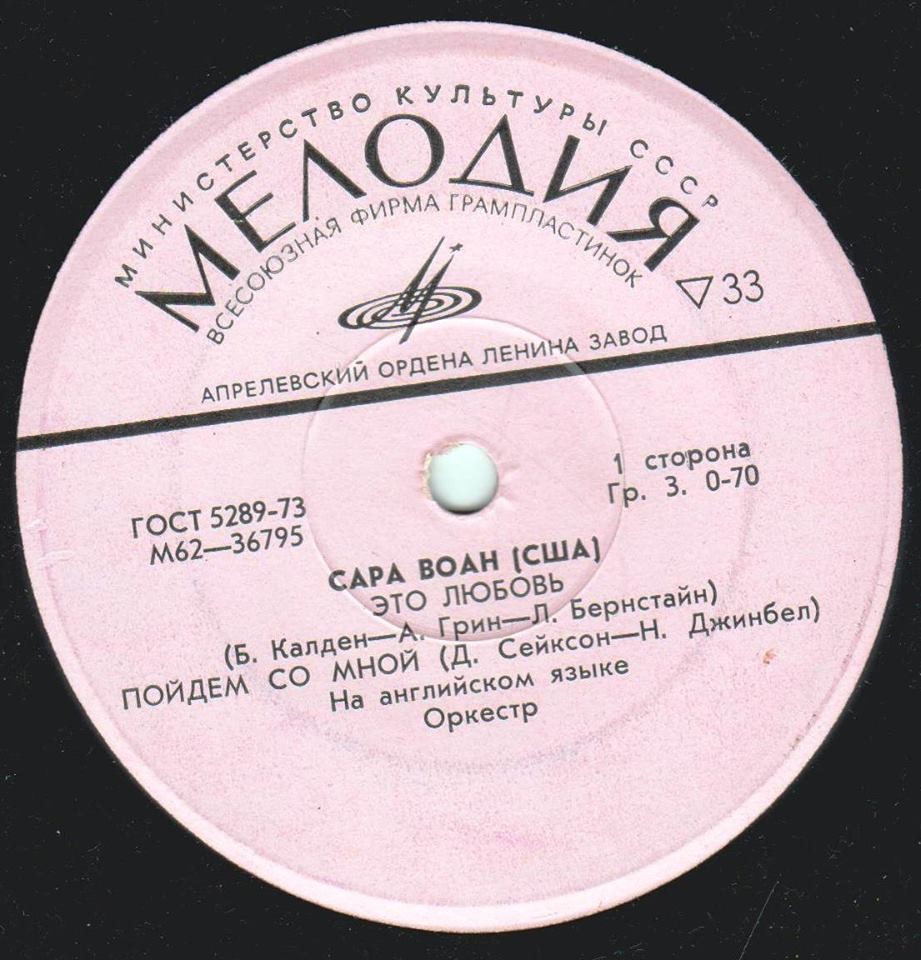 МИНИСТЕРСТВО КУЛЬТУРЫ СССР
МЕЛОДИЯ
ВСЕСОЮЗНАЯ ФИРМА ГРАМПЛАСТИНОК
▽33
АПРЕЛЕВСКИЙ ОРДЕНА ЛЕНИНА ЗАВОД
ГОСТ 5289-73
М62—36795
1 сторона
Гр. 3. 0-70
САРА ВОАН (США)
ЭТО ЛЮБОВЬ
(Б. Калден—А. Грин—Л. Бернстайн)
ПОЙДЕМ СО МНОЙ (Д. Сейксон—Н. Джинбел)
На английском языке
Оркестр